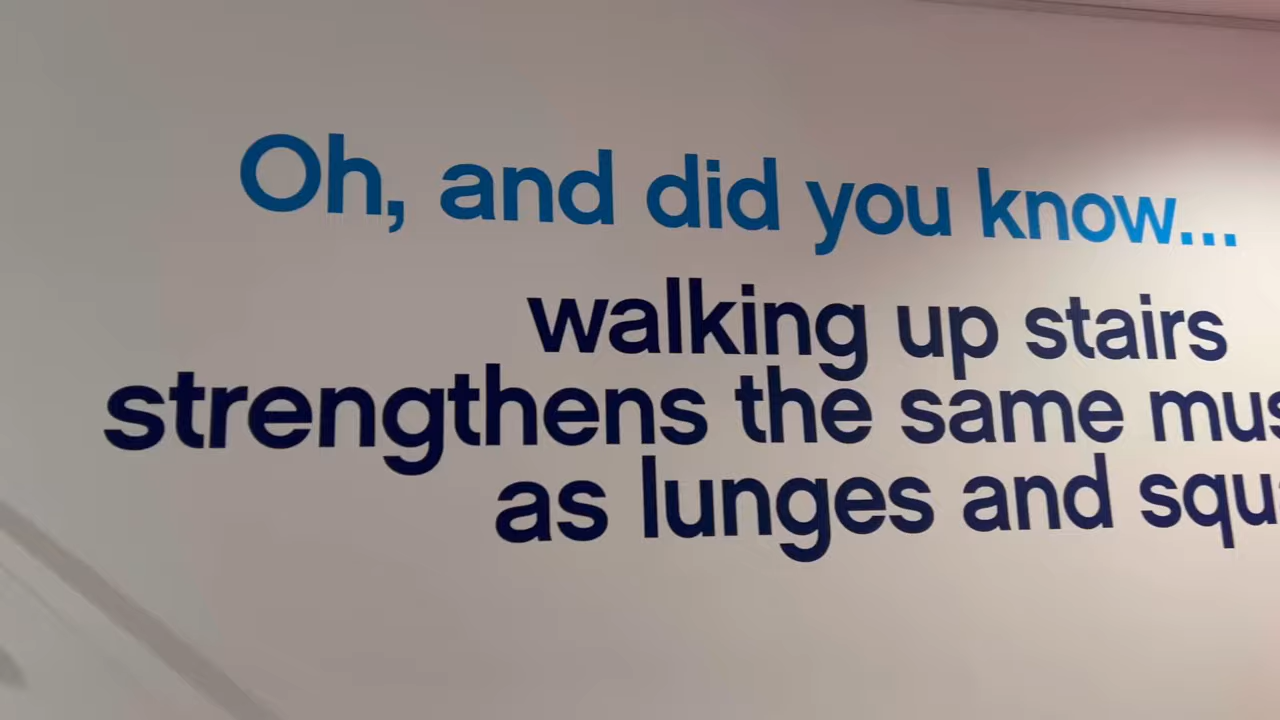 Oh, and did you know...
walking up stairs
strengthens the same
as lunges and